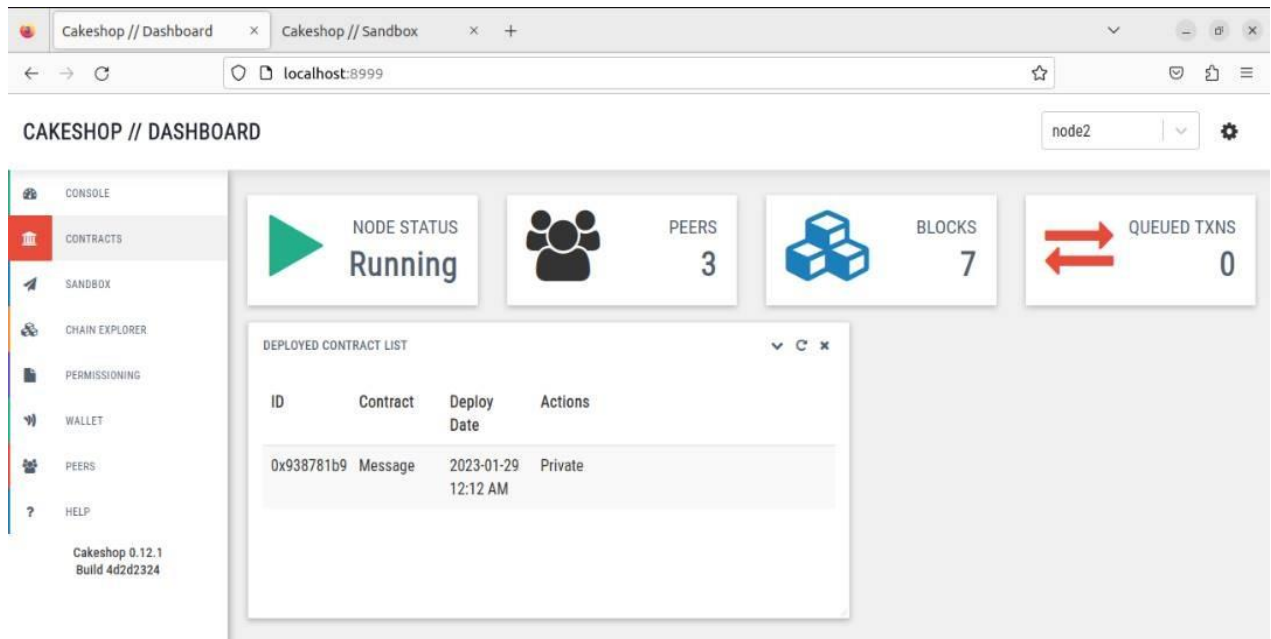 Cakeshop // Dashboard
Cakeshop // Sandbox
localhost:8999
CAKESHOP // DASHBOARD
node2
CONSOLE
CONTRACTS
SANDBOX
CHAIN EXPLORER
PERMISSIONING
WALLET
PEERS
HELP
Cakeshop 0.12.1
Build 4d2d2324
NODE STATUS
Running
PEERS
3
BLOCKS
7
QUEUED TXNS
0
DEPLOYED CONTRACT LIST
ID Contract Deploy Date Actions
0x938781b9 Message 2023-01-29 12:12 AM Private